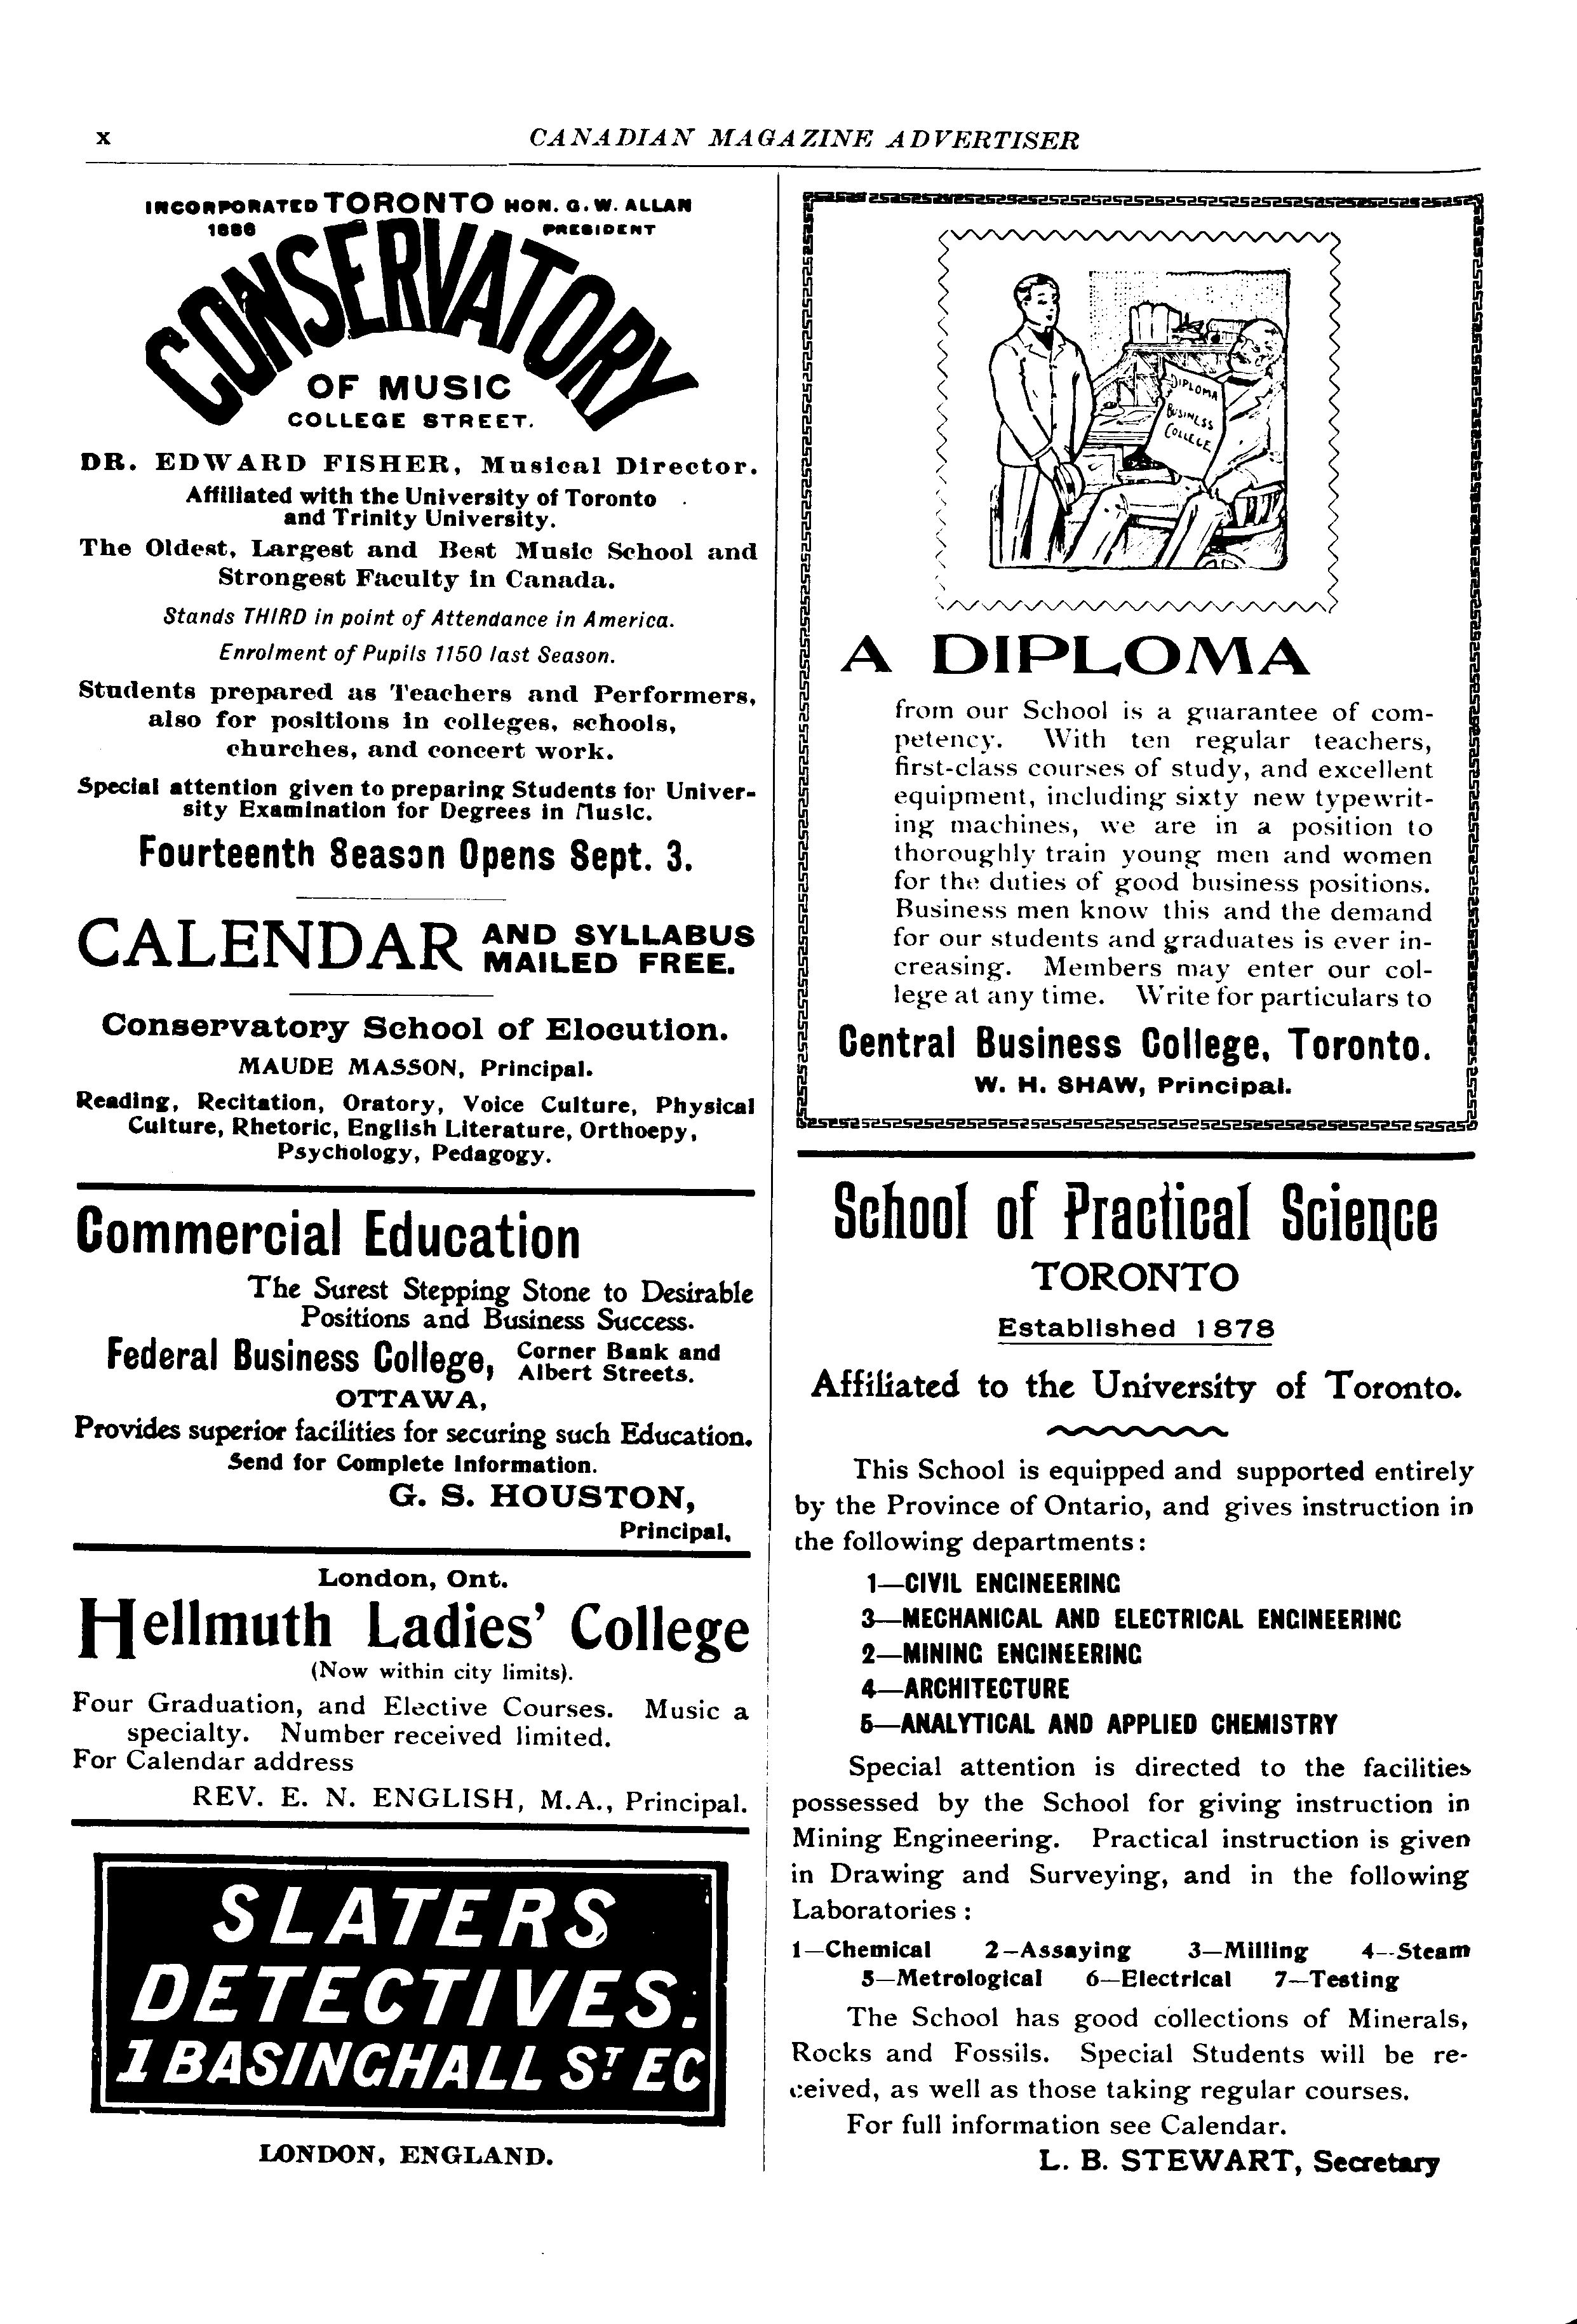 x
CANADIAN MAGAZINE ADVERTISER
INCORPORATED TORONTO HON. G. W. ALLAN
1886 PRESIDENT
CONSERVATORY
OF MUSIC
COLLEGE STREET.
DR. EDWARD FISHER, Musical Director.
Affiliated with the University of Toronto
and Trinity University.
The Oldest, Largest and Best Music School and
Strongest Faculty in Canada.
Stands THIRD in point of Attendance in America.
Enrolment of Pupils 1150 last Season.
Students prepared as Teachers and Performers,
also for positions in colleges, schools,
churches, and concert work.
Special attention given to preparing Students for Univer-
sity Examination for Degrees in Music.
Fourteenth Season Opens Sept. 3.
CALENDAR AND SYLLABUS
MAILED FREE.
Conservatory School of Elocution.
MAUDE MASSON, Principal.
Reading, Recitation, Oratory, Voice Culture, Physical
Culture, Rhetoric, English Literature, Orthoepy,
Psychology, Pedagogy.
Commercial Education
The Surest Stepping Stone to Desirable
Positions and Business Success.
Federal Business College, Corner Bank and
Albert Streets.
OTTAWA,
Provides superior facilities for securing such Education.
Send for Complete Information.
G. S. HOUSTON,
Principal.
London, Ont.
Hellmuth Ladies' College
(Now within city limits).
Four Graduation, and Elective Courses. Music a
specialty. Number received limited.
For Calendar address
REV. E. N. ENGLISH, M.A., Principal.
SLATERS
DETECTIVES.
1 BASINGHALL ST EC
LONDON, ENGLAND.
DIPLOMA
BUSINESS
COLLEGE
A DIPLOMA
from our School is a guarantee of com-
petency. With ten regular teachers,
first-class courses of study, and excellent
equipment, including sixty new typewrit-
ing machines, we are in a position to
thoroughly train young men and women
for the duties of good business positions.
Business men know this and the demand
for our students and graduates is ever in-
creasing. Members may enter our col-
lege at any time. Write for particulars to
Central Business College, Toronto.
W. H. SHAW, Principal.
School of Practical Science
TORONTO
Established 1878
Affiliated to the University of Toronto.
This School is equipped and supported entirely
by the Province of Ontario, and gives instruction in
the following departments:
1—CIVIL ENGINEERING
3—MECHANICAL AND ELECTRICAL ENGINEERING
2—MINING ENGINEERING
4—ARCHITECTURE
5—ANALYTICAL AND APPLIED CHEMISTRY
Special attention is directed to the facilities
possessed by the School for giving instruction in
Mining Engineering. Practical instruction is given
in Drawing and Surveying, and in the following
Laboratories:
1—Chemical 2—Assaying 3—Milling 4—Steam
5—Metrological 6—Electrical 7—Testing
The School has good collections of Minerals,
Rocks and Fossils. Special Students will be re-
ceived, as well as those taking regular courses.
For full information see Calendar.
L. B. STEWART, Secretary